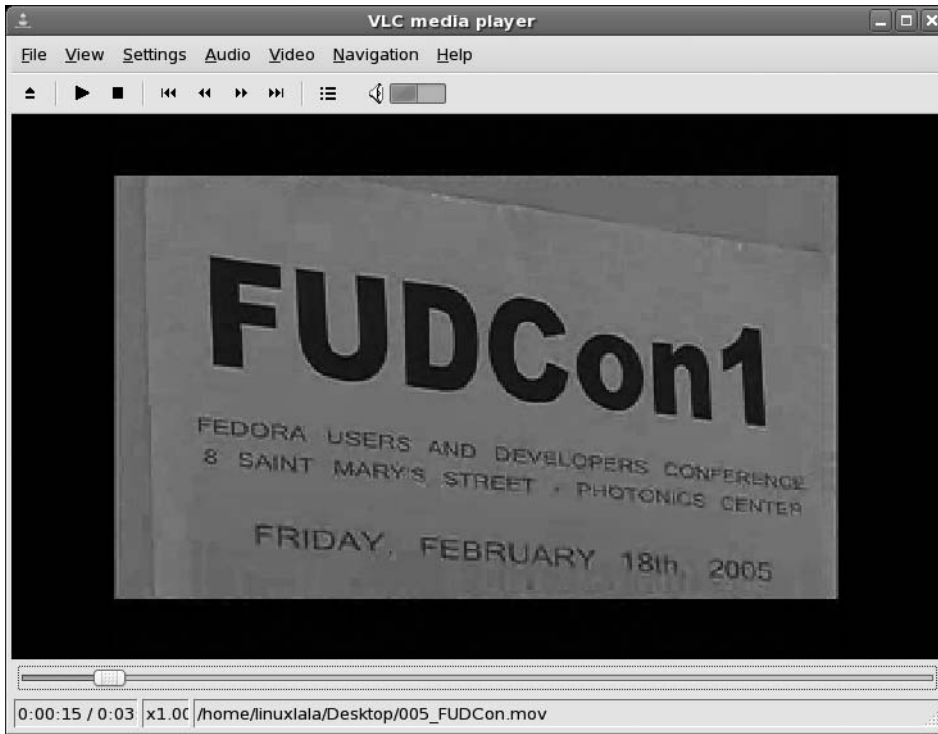 VLC media player
File View Settings Audio Video Navigation Help
FUDCon1
FEDORA USERS AND DEVELOPERS CONFERENCE
8 SAINT MARY'S STREET - PHOTONICS CENTER
FRIDAY, FEBRUARY 18th, 2005
0:00:15 / 0:03 x1.00 /home/linuxlala/Desktop/005_FUDCon.mov